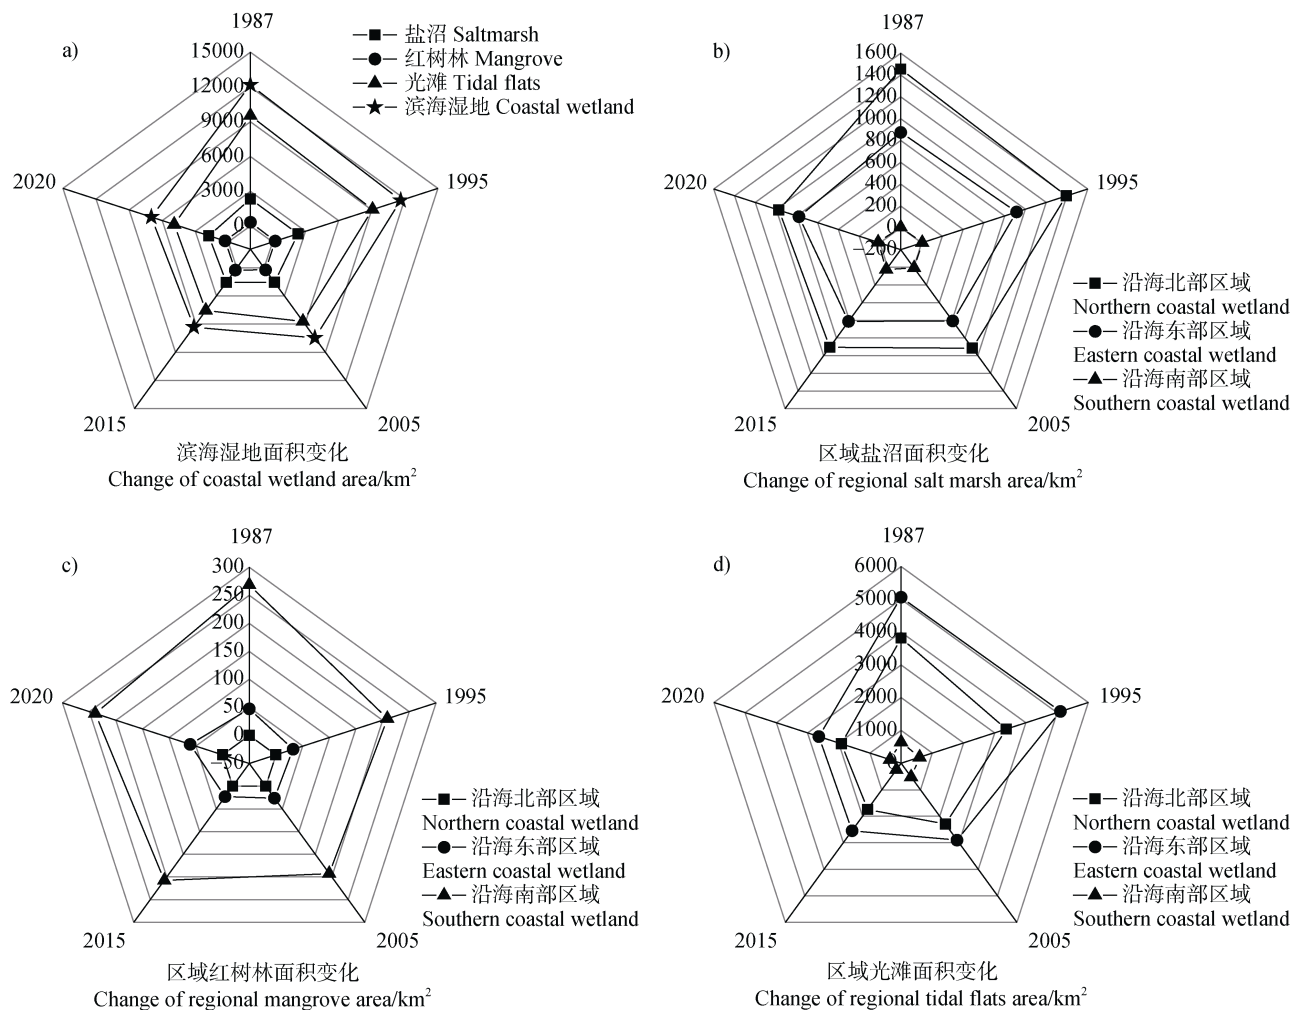 a)
1987
15000
12000
9000
6000
3000
0
1995
2005
2015
2020
盐沼 Saltmarsh
红树林 Mangrove
光滩 Tidal flats
滨海湿地 Coastal wetland
滨海湿地面积变化
Change of coastal wetland area/km²
b)
1987
1600
1400
1200
1000
800
600
400
200
0
−200
1995
2005
2015
2020
沿海北部区域
Northern coastal wetland
沿海东部区域
Eastern coastal wetland
沿海南部区域
Southern coastal wetland
区域盐沼面积变化
Change of regional salt marsh area/km²
c)
1987
300
250
200
150
100
50
0
−50
1995
2005
2015
2020
沿海北部区域
Northern coastal wetland
沿海东部区域
Eastern coastal wetland
沿海南部区域
Southern coastal wetland
区域红树林面积变化
Change of regional mangrove area/km²
d)
1987
6000
5000
4000
3000
2000
1000
0
1995
2005
2015
2020
沿海北部区域
Northern coastal wetland
沿海东部区域
Eastern coastal wetland
沿海南部区域
Southern coastal wetland
区域光滩面积变化
Change of regional tidal flats area/km²